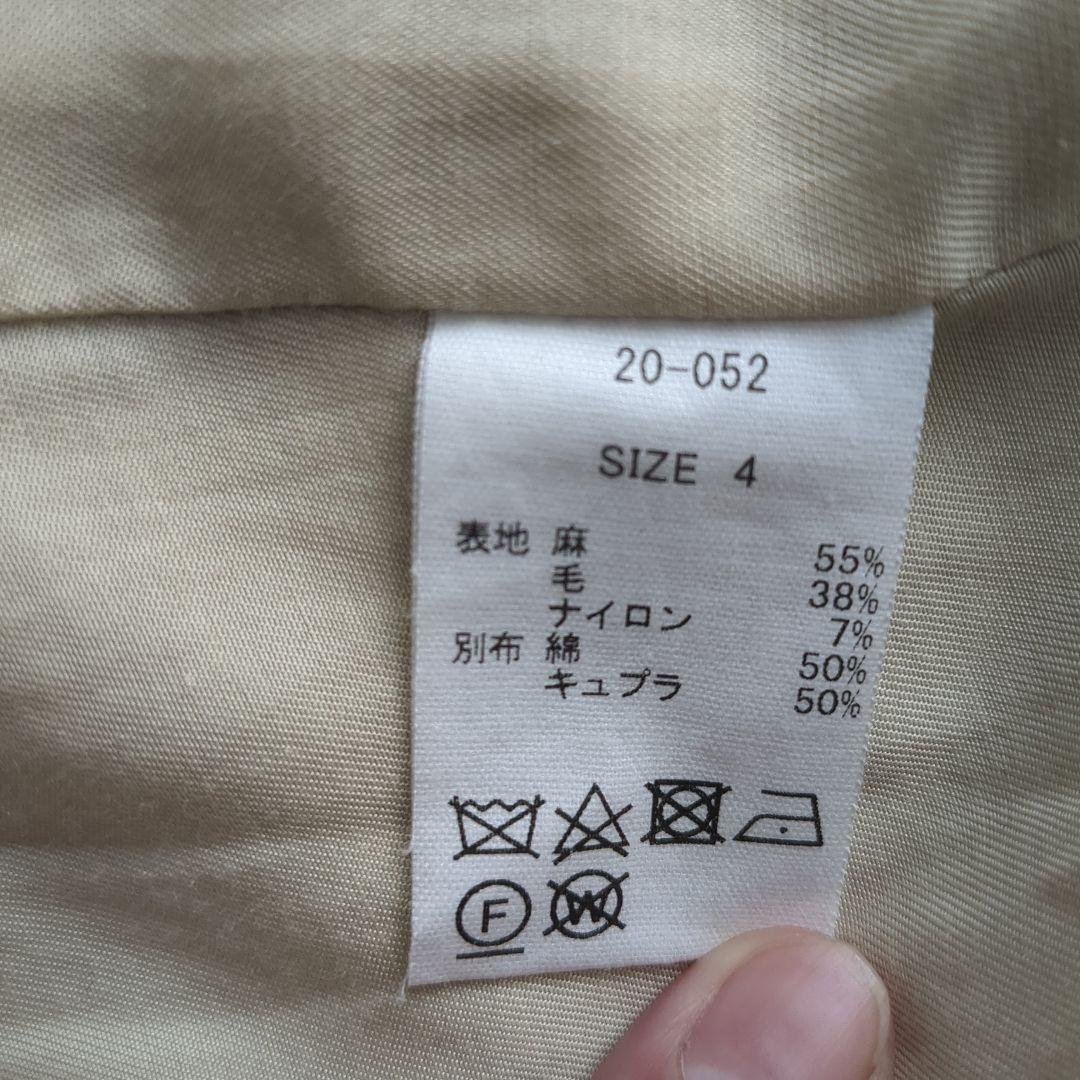 20-052
SIZE 4
表地 麻 55%
毛 38%
ナイロン 7%
別布 綿 50%
キュプラ 50%
F W